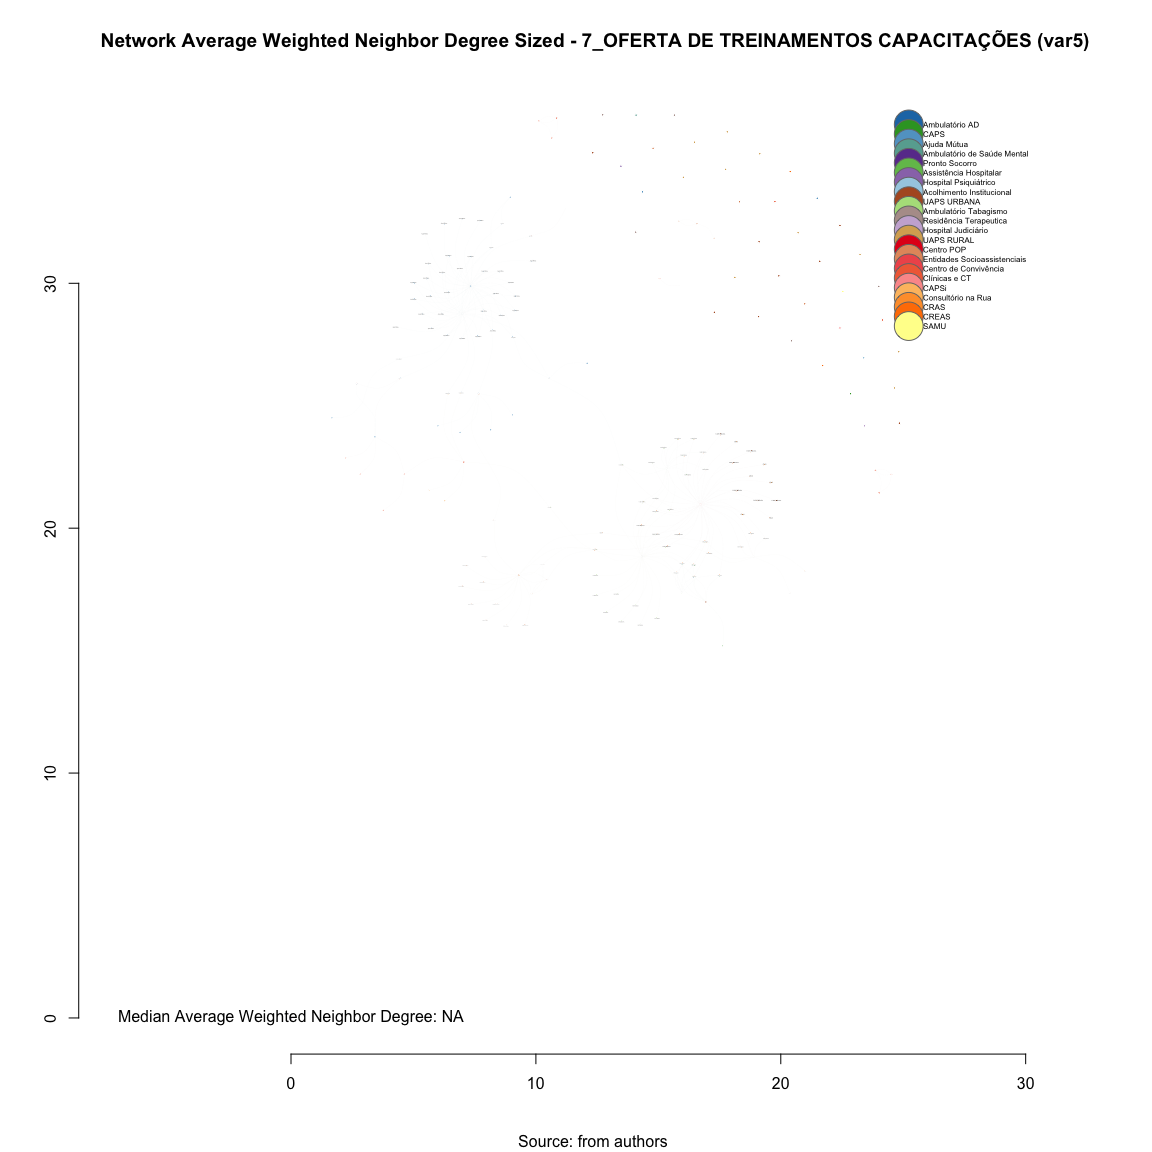 Network Average Weighted Neighbor Degree Sized - 7_OFERTA DE TREINAMENTOS CAPACITAÇÕES (var5)
Ambulatório AD
CAPS
Ajuda Mútua
Ambulatório de Saúde Mental
Pronto Socorro
Assistência Hospitalar
Hospital Psiquiátrico
Acolhimento Institucional
UAPS URBANA
Ambulatório Tabagismo
Residência Terapeutica
Hospital Judiciário
UAPS RURAL
Centro POP
Entidades Socioassistenciais
Centro de Convivência
Clínicas e CT
CAPSi
Consultório na Rua
CRAS
CREAS
SAMU
30
20
10
0
Median Average Weighted Neighbor Degree: NA
0 10 20 30
Source: from authors